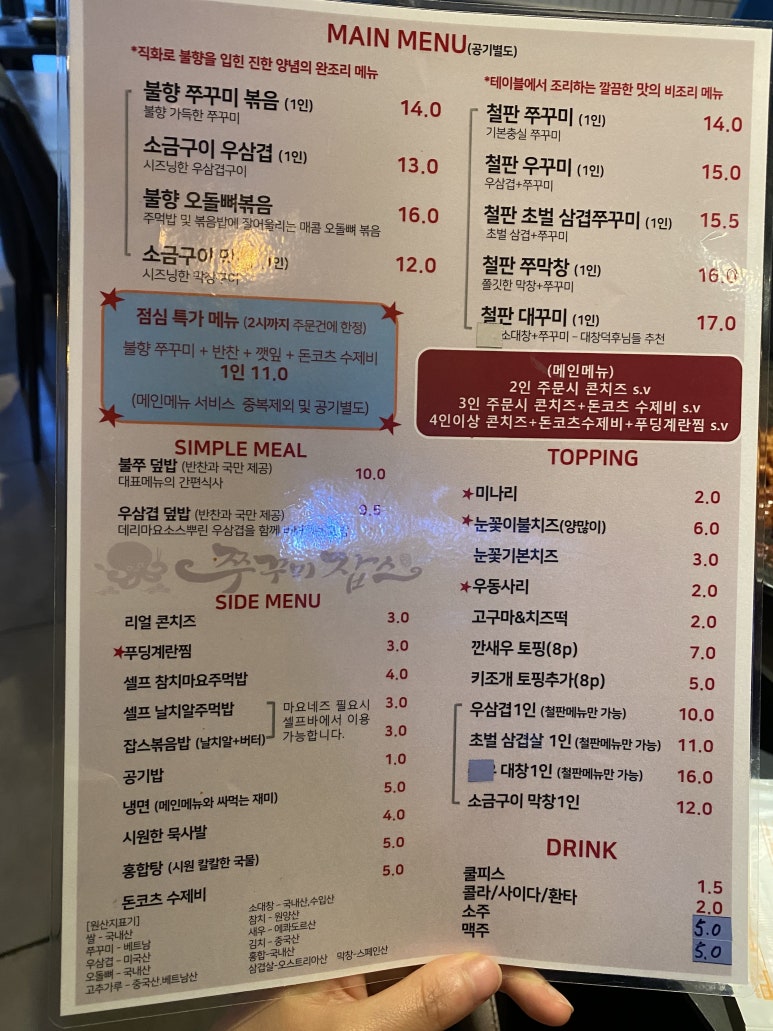 MAIN MENU(공기별도)
*직화로 불향을 입힌 진한 양념의 완조리 메뉴
불향 쭈꾸미 볶음 (1인) 14.0
불향 가득한 쭈꾸미
소금구이 우삼겹 (1인) 13.0
시즈닝한 우삼겹구이
불향 오돌뼈볶음 16.0
주먹밥 및 볶음밥에 잘어울리는 매콤 오돌뼈 볶음
소금구이 (1인) 12.0
시즈닝한 막창구이
*테이블에서 조리하는 깔끔한 맛의 비조리 메뉴
철판 쭈꾸미 (1인) 14.0
기본충실 쭈꾸미
철판 우꾸미 (1인) 15.0
우삼겹+쭈꾸미
철판 초벌 삼겹쭈꾸미 (1인) 15.5
초벌 삼겹+쭈꾸미
철판 쭈막창 (1인) 16.0
쫄깃한 막창+쭈꾸미
철판 대꾸미 (1인) 17.0
소대창+쭈꾸미 - 대창덕후님들 추천
점심 특가 메뉴 (2시까지 주문건에 한정)
불향 쭈꾸미 + 반찬 + 깻잎 + 돈코츠 수제비
1인 11.0
(메인메뉴 서비스 중복제외 및 공기별도)
(메인메뉴)
2인 주문시 콘치즈 s.v
3인 주문시 콘치즈+돈코츠 수제비 s.v
4인이상 콘치즈+돈코츠수제비+푸딩계란찜 s.v
SIMPLE MEAL
불쭈 덮밥 (반찬과 국만 제공) 10.0
대표메뉴의 간편식사
우삼겹 덮밥 (반찬과 국만 제공) 9.5
데리마요소스뿌린 우삼겹을 함께
쭈꾸미 잡스
SIDE MENU
리얼 콘치즈 3.0
★푸딩계란찜 3.0
셀프 참치마요주먹밥 4.0
셀프 날치알주먹밥 3.0
잡스볶음밥 (날치알+버터) 3.0
마요네즈 필요시
셀프바에서 이용
가능합니다.
공기밥 1.0
냉면 (메인메뉴와 싸먹는 재미) 5.0
시원한 묵사발 4.0
홍합탕 (시원 칼칼한 국물) 5.0
돈코츠 수제비 5.0
[원산지표기]
쌀 - 국내산
쭈꾸미 - 베트남
우삼겹 - 미국산
오돌뼈 - 국내산
고추가루 - 중국산,베트남산
소대창 - 국내산,수입산
참치 - 원양산
새우 - 에콰도르산
김치 - 중국산
홍합-국내산
삼겹살-오스트리아산 막창-스페인산
TOPPING
★미나리 2.0
★눈꽃이불치즈(양많이) 6.0
눈꽃기본치즈 3.0
★우동사리 2.0
고구마&치즈떡 2.0
깐새우 토핑(8p) 7.0
키조개 토핑추가(8p) 5.0
우삼겹1인 (철판메뉴만 가능) 10.0
초벌 삼겹살 1인 (철판메뉴만 가능) 11.0
대창1인 (철판메뉴만 가능) 16.0
소금구이 막창1인 12.0
DRINK
쿨피스 1.5
콜라/사이다/환타 2.0
소주 5.0
맥주 5.0